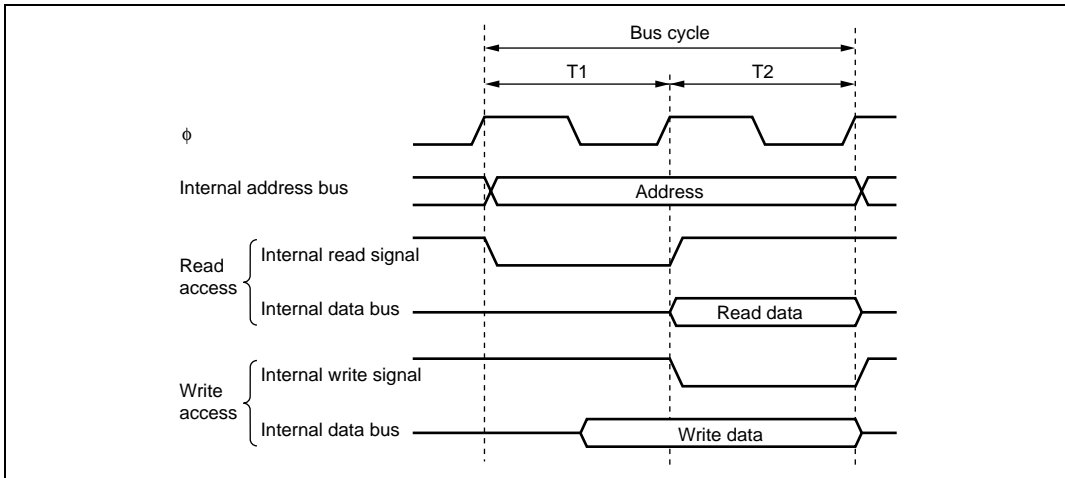 Bus cycle
T1
T2
ϕ
Internal address bus
Address
Read
access
Internal read signal
Internal data bus
Read data
Write
access
Internal write signal
Internal data bus
Write data